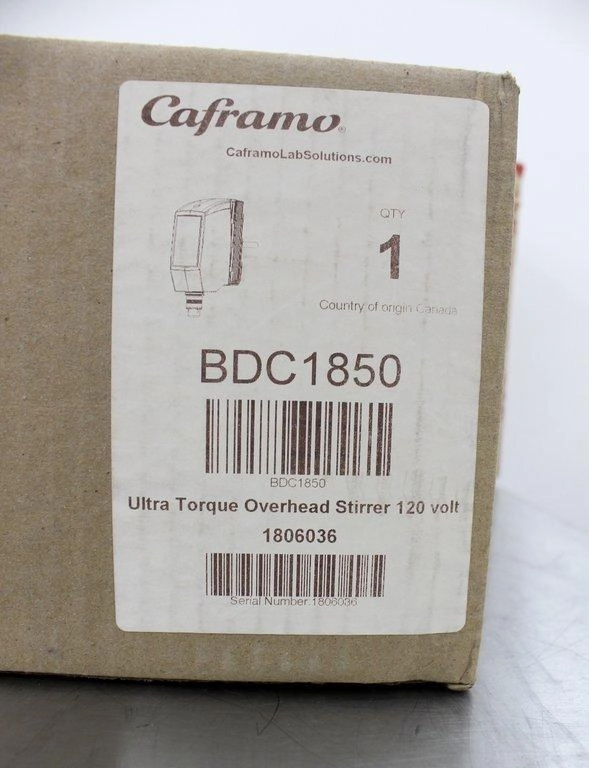 Caframo®
CaframoLabSolutions.com
QTY
1
Country of origin Canada
BDC1850
BDC1850
Ultra Torque Overhead Stirrer 120 volt
1806036
Serial Number:1806036